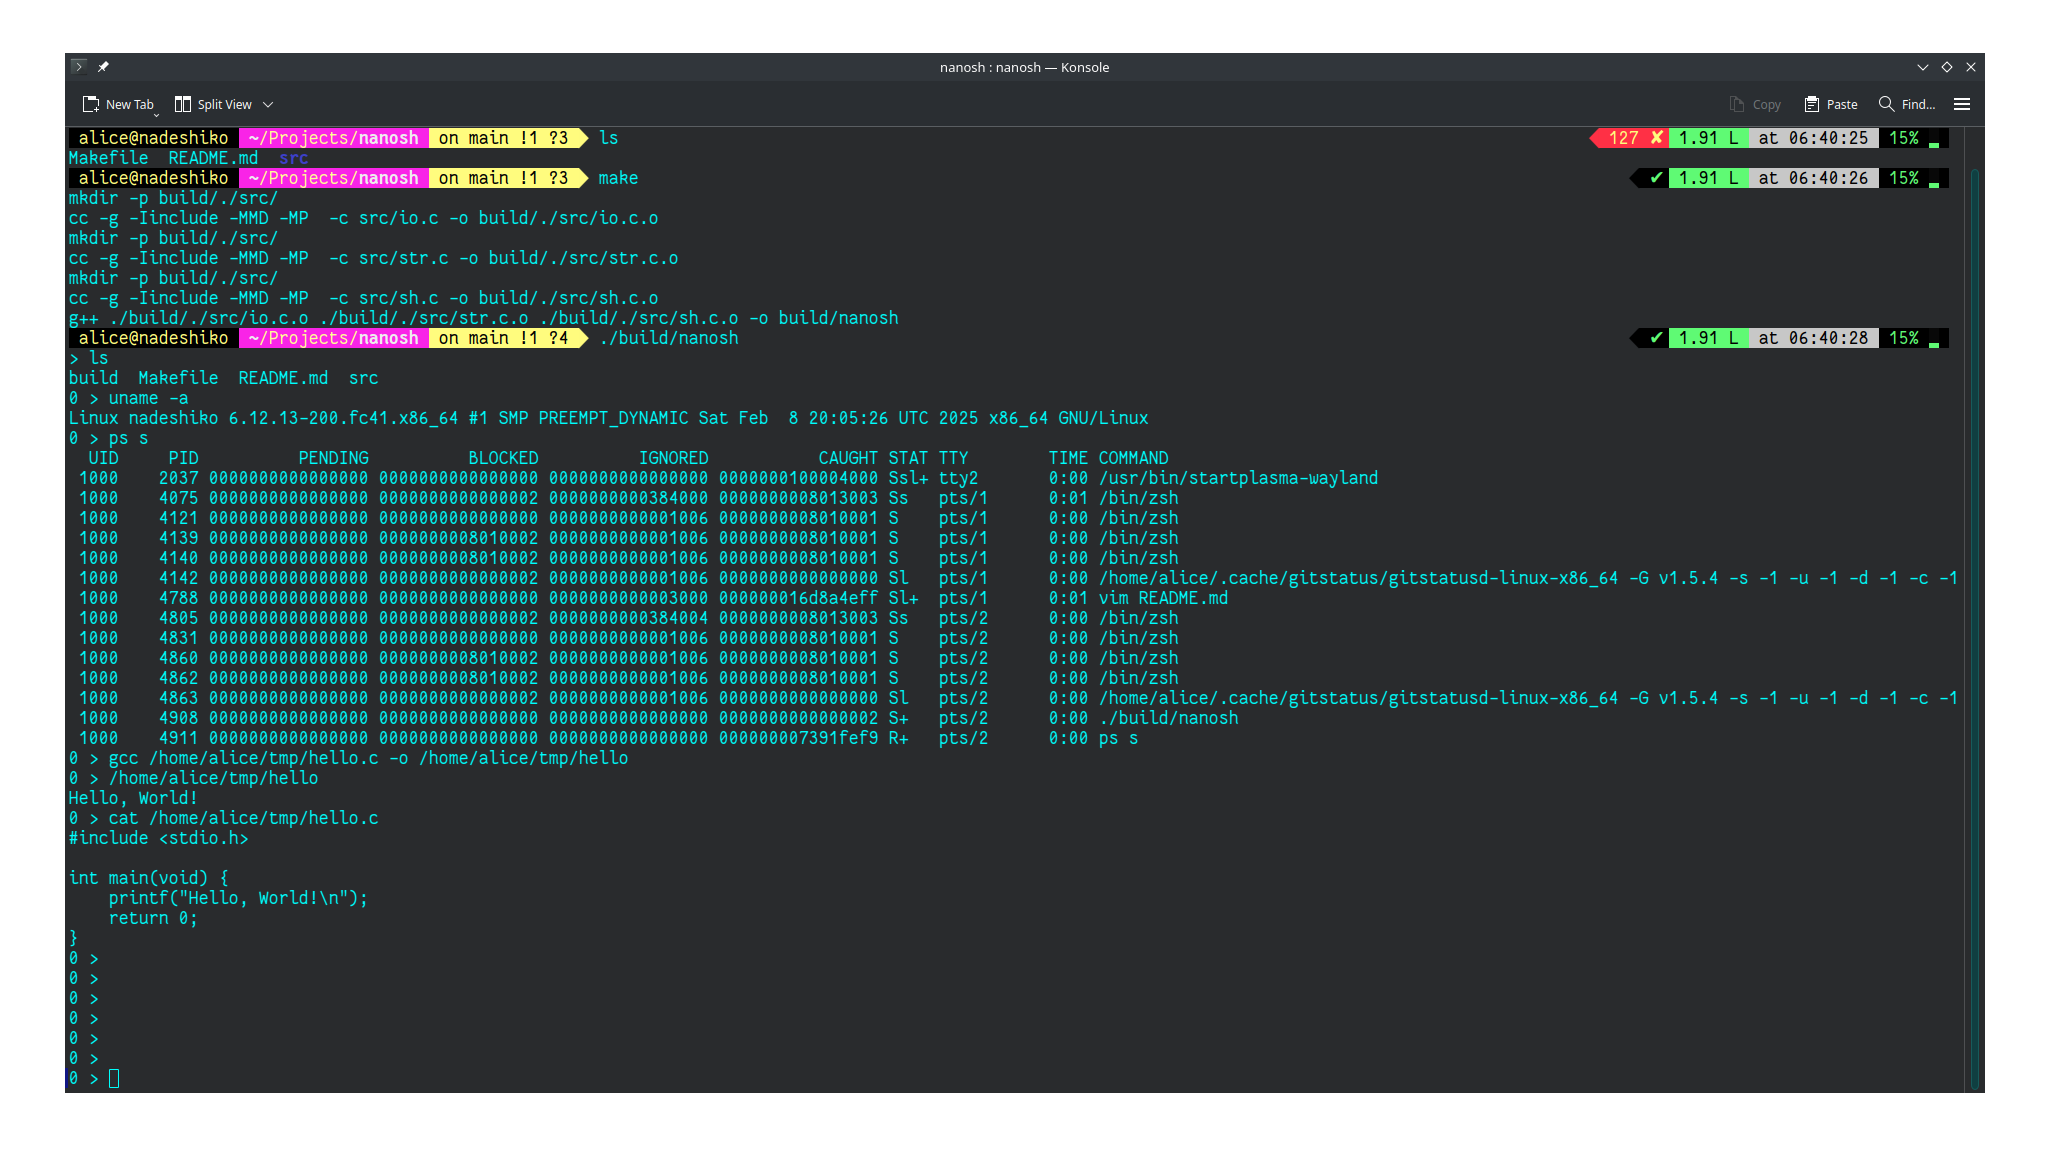 nanosh : nanosh — Konsole
New Tab Split View Copy Paste Find...
alice@nadeshiko ~/Projects/nanosh on main !1 ?3 ls 127 ✘ 1.91 L at 06:40:25 15%
Makefile  README.md  src
alice@nadeshiko ~/Projects/nanosh on main !1 ?3 make ✔ 1.91 L at 06:40:26 15%
mkdir -p build/./src/
cc -g -Iinclude -MMD -MP  -c src/io.c -o build/./src/io.c.o
mkdir -p build/./src/
cc -g -Iinclude -MMD -MP  -c src/str.c -o build/./src/str.c.o
mkdir -p build/./src/
cc -g -Iinclude -MMD -MP  -c src/sh.c -o build/./src/sh.c.o
g++ ./build/./src/io.c.o ./build/./src/str.c.o ./build/./src/sh.c.o -o build/nanosh
alice@nadeshiko ~/Projects/nanosh on main !1 ?4 ./build/nanosh ✔ 1.91 L at 06:40:28 15%
> ls
build  Makefile  README.md  src
0 > uname -a
Linux nadeshiko 6.12.13-200.fc41.x86_64 #1 SMP PREEMPT_DYNAMIC Sat Feb  8 20:05:26 UTC 2025 x86_64 GNU/Linux
0 > ps s
  UID     PID          PENDING          BLOCKED          IGNORED           CAUGHT STAT TTY        TIME COMMAND
 1000    2037 0000000000000000 0000000000000000 0000000000000000 0000000100004000 Ssl+ tty2       0:00 /usr/bin/startplasma-wayland
 1000    4075 0000000000000000 0000000000000002 0000000000384000 0000000008013003 Ss   pts/1      0:01 /bin/zsh
 1000    4121 0000000000000000 0000000000000000 0000000000001006 0000000008010001 S    pts/1      0:00 /bin/zsh
 1000    4139 0000000000000000 0000000008010002 0000000000001006 0000000008010001 S    pts/1      0:00 /bin/zsh
 1000    4140 0000000000000000 0000000008010002 0000000000001006 0000000008010001 S    pts/1      0:00 /bin/zsh
 1000    4142 0000000000000000 0000000000000002 0000000000001006 0000000000000000 Sl   pts/1      0:00 /home/alice/.cache/gitstatus/gitstatusd-linux-x86_64 -G v1.5.4 -s -1 -u -1 -d -1 -c -1
 1000    4788 0000000000000000 0000000000000000 0000000000003000 000000016d8a4eff Sl+  pts/1      0:01 vim README.md
 1000    4805 0000000000000000 0000000000000002 0000000000384004 0000000008013003 Ss   pts/2      0:00 /bin/zsh
 1000    4831 0000000000000000 0000000000000000 0000000000001006 0000000008010001 S    pts/2      0:00 /bin/zsh
 1000    4860 0000000000000000 0000000008010002 0000000000001006 0000000008010001 S    pts/2      0:00 /bin/zsh
 1000    4862 0000000000000000 0000000008010002 0000000000001006 0000000008010001 S    pts/2      0:00 /bin/zsh
 1000    4863 0000000000000000 0000000000000002 0000000000001006 0000000000000000 Sl   pts/2      0:00 /home/alice/.cache/gitstatus/gitstatusd-linux-x86_64 -G v1.5.4 -s -1 -u -1 -d -1 -c -1
 1000    4908 0000000000000000 0000000000000000 0000000000000000 0000000000000002 S+   pts/2      0:00 ./build/nanosh
 1000    4911 0000000000000000 0000000000000000 0000000000000000 000000007391fef9 R+   pts/2      0:00 ps s
0 > gcc /home/alice/tmp/hello.c -o /home/alice/tmp/hello
0 > /home/alice/tmp/hello
Hello, World!
0 > cat /home/alice/tmp/hello.c
#include <stdio.h>

int main(void) {
    printf("Hello, World!\n");
    return 0;
}
0 >
0 >
0 >
0 >
0 >
0 >
0 >